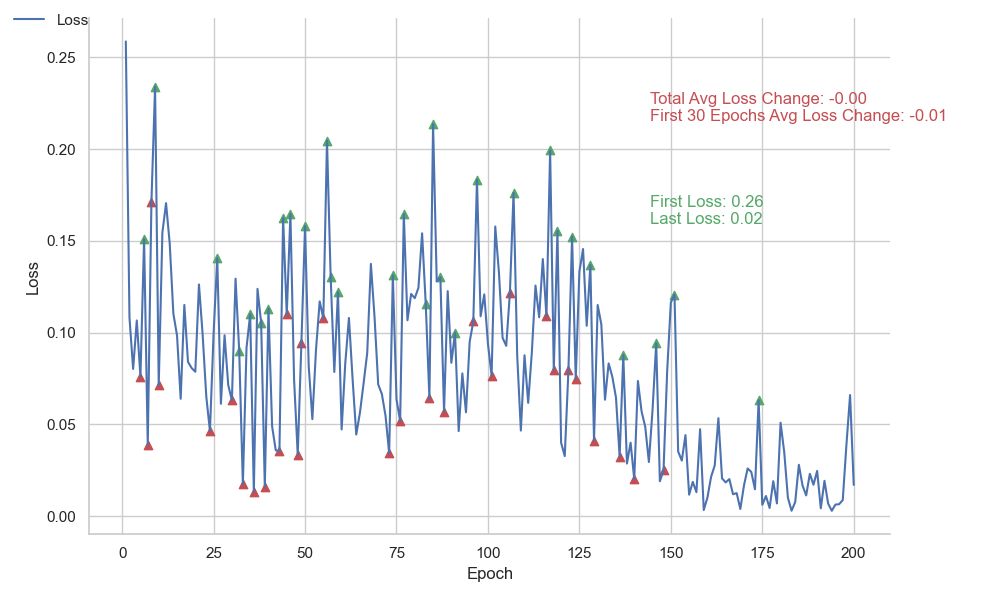 Loss
0.25
0.20
0.15
0.10
0.05
0.00
Loss
Total Avg Loss Change: -0.00
First 30 Epochs Avg Loss Change: -0.01
First Loss: 0.26
Last Loss: 0.02
0
25
50
75
100
125
150
175
200
Epoch